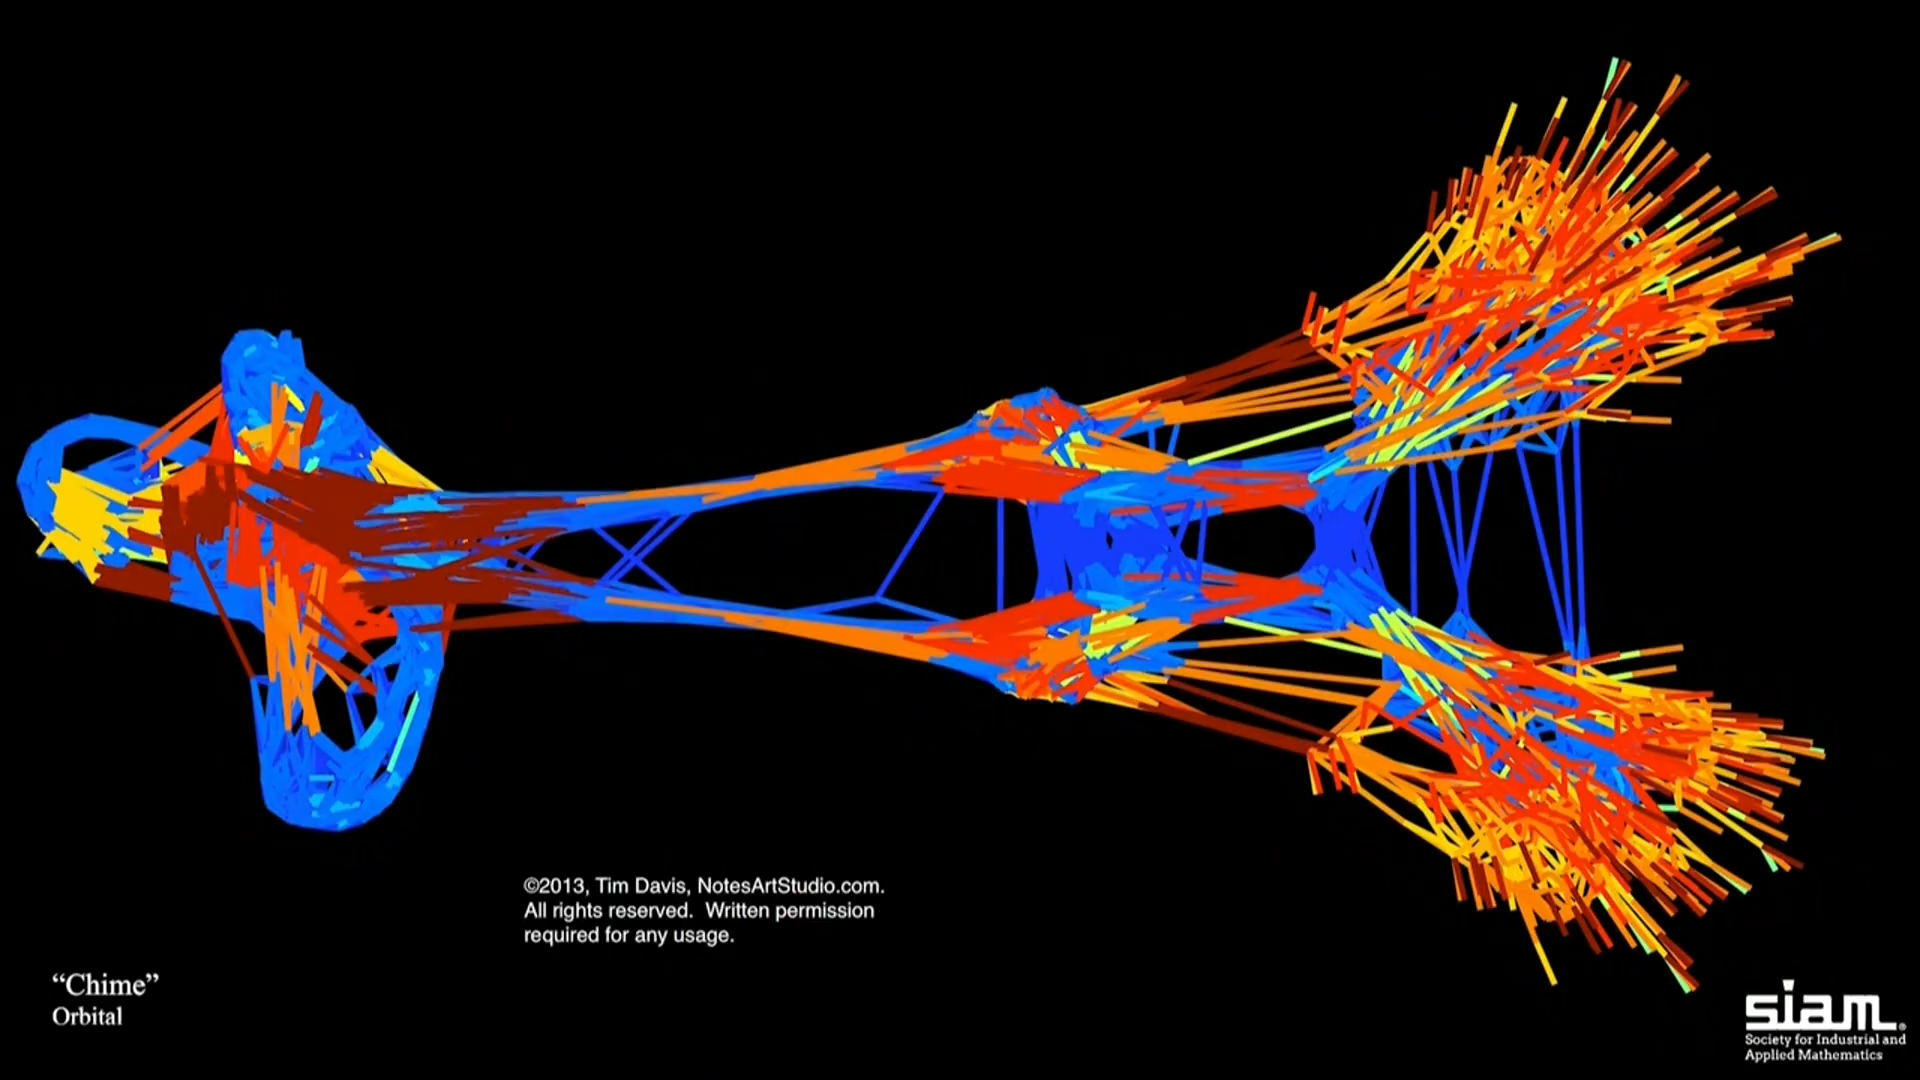 ©2013, Tim Davis, NotesArtStudio.com.
All rights reserved.  Written permission
required for any usage.
“Chime”
Orbital
siam®
Society for Industrial and
Applied Mathematics